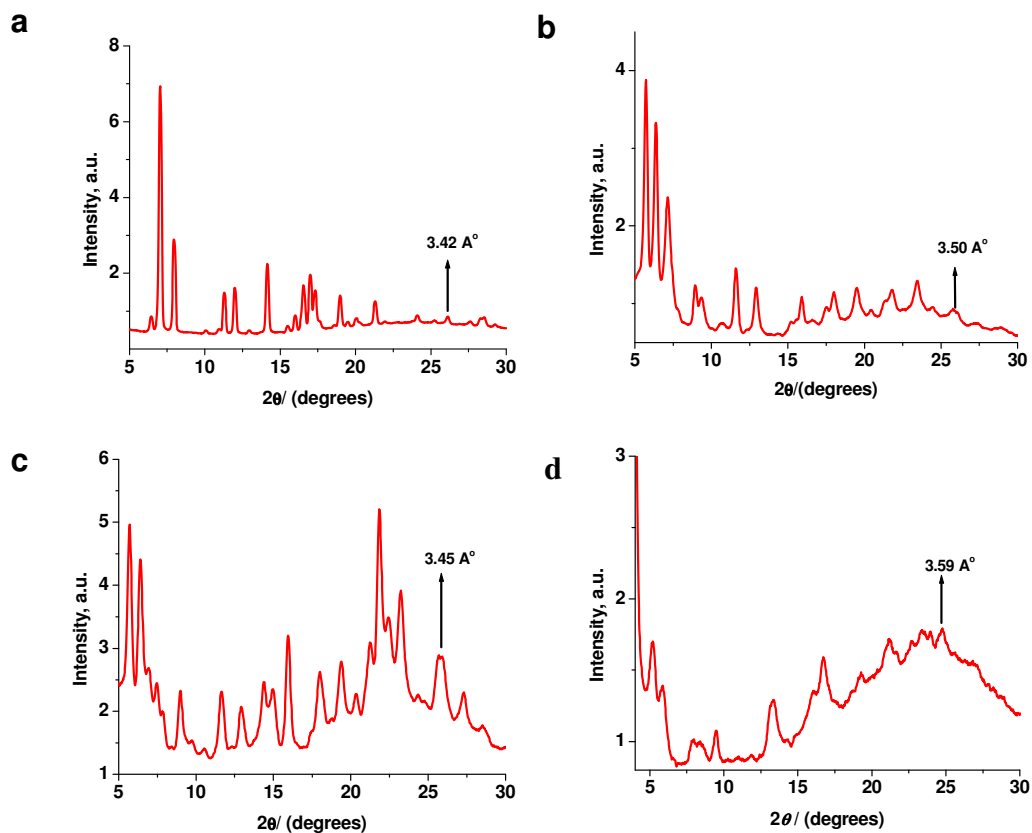 a
8
6
4
2
Intensity, a.u.
3.42 A°
5 10 15 20 25 30
2θ/ (degrees)
b
4
2
Intensity, a.u.
3.50 A°
5 10 15 20 25 30
2θ/(degrees)
c
6
5
4
3
2
1
Intensity, a.u.
3.45 A°
5 10 15 20 25 30
2θ/ (degrees)
d
3
2
1
Intensity, a.u.
3.59 A°
5 10 15 20 25 30
2θ / (degrees)